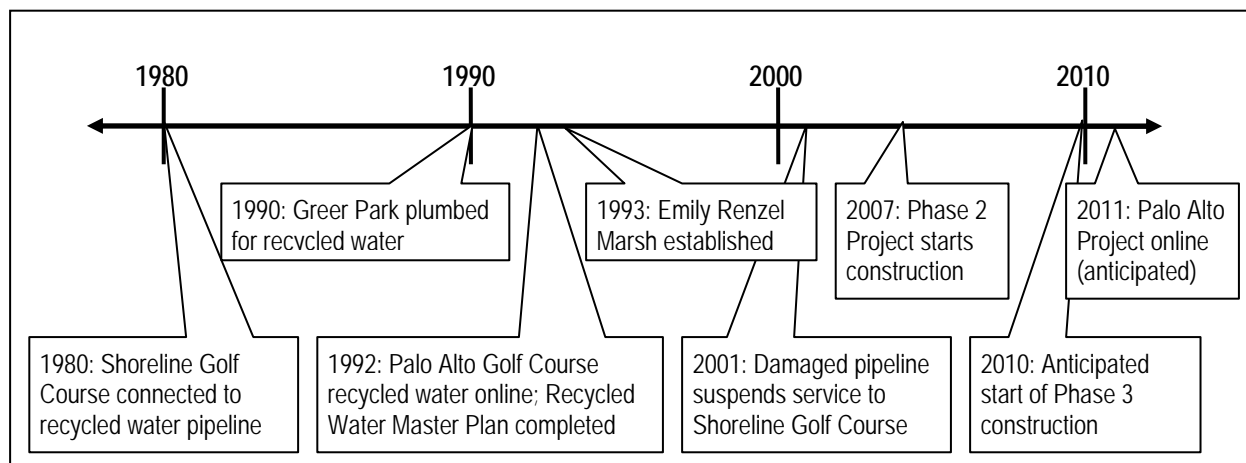 1980
1990
2000
2010
1990: Greer Park plumbed
for recycled water
1993: Emily Renzel
Marsh established
2007: Phase 2
Project starts
construction
2011: Palo Alto
Project online
(anticipated)
1980: Shoreline Golf
Course connected to
recycled water pipeline
1992: Palo Alto Golf Course
recycled water online; Recycled
Water Master Plan completed
2001: Damaged pipeline
suspends service to
Shoreline Golf Course
2010: Anticipated
start of Phase 3
construction